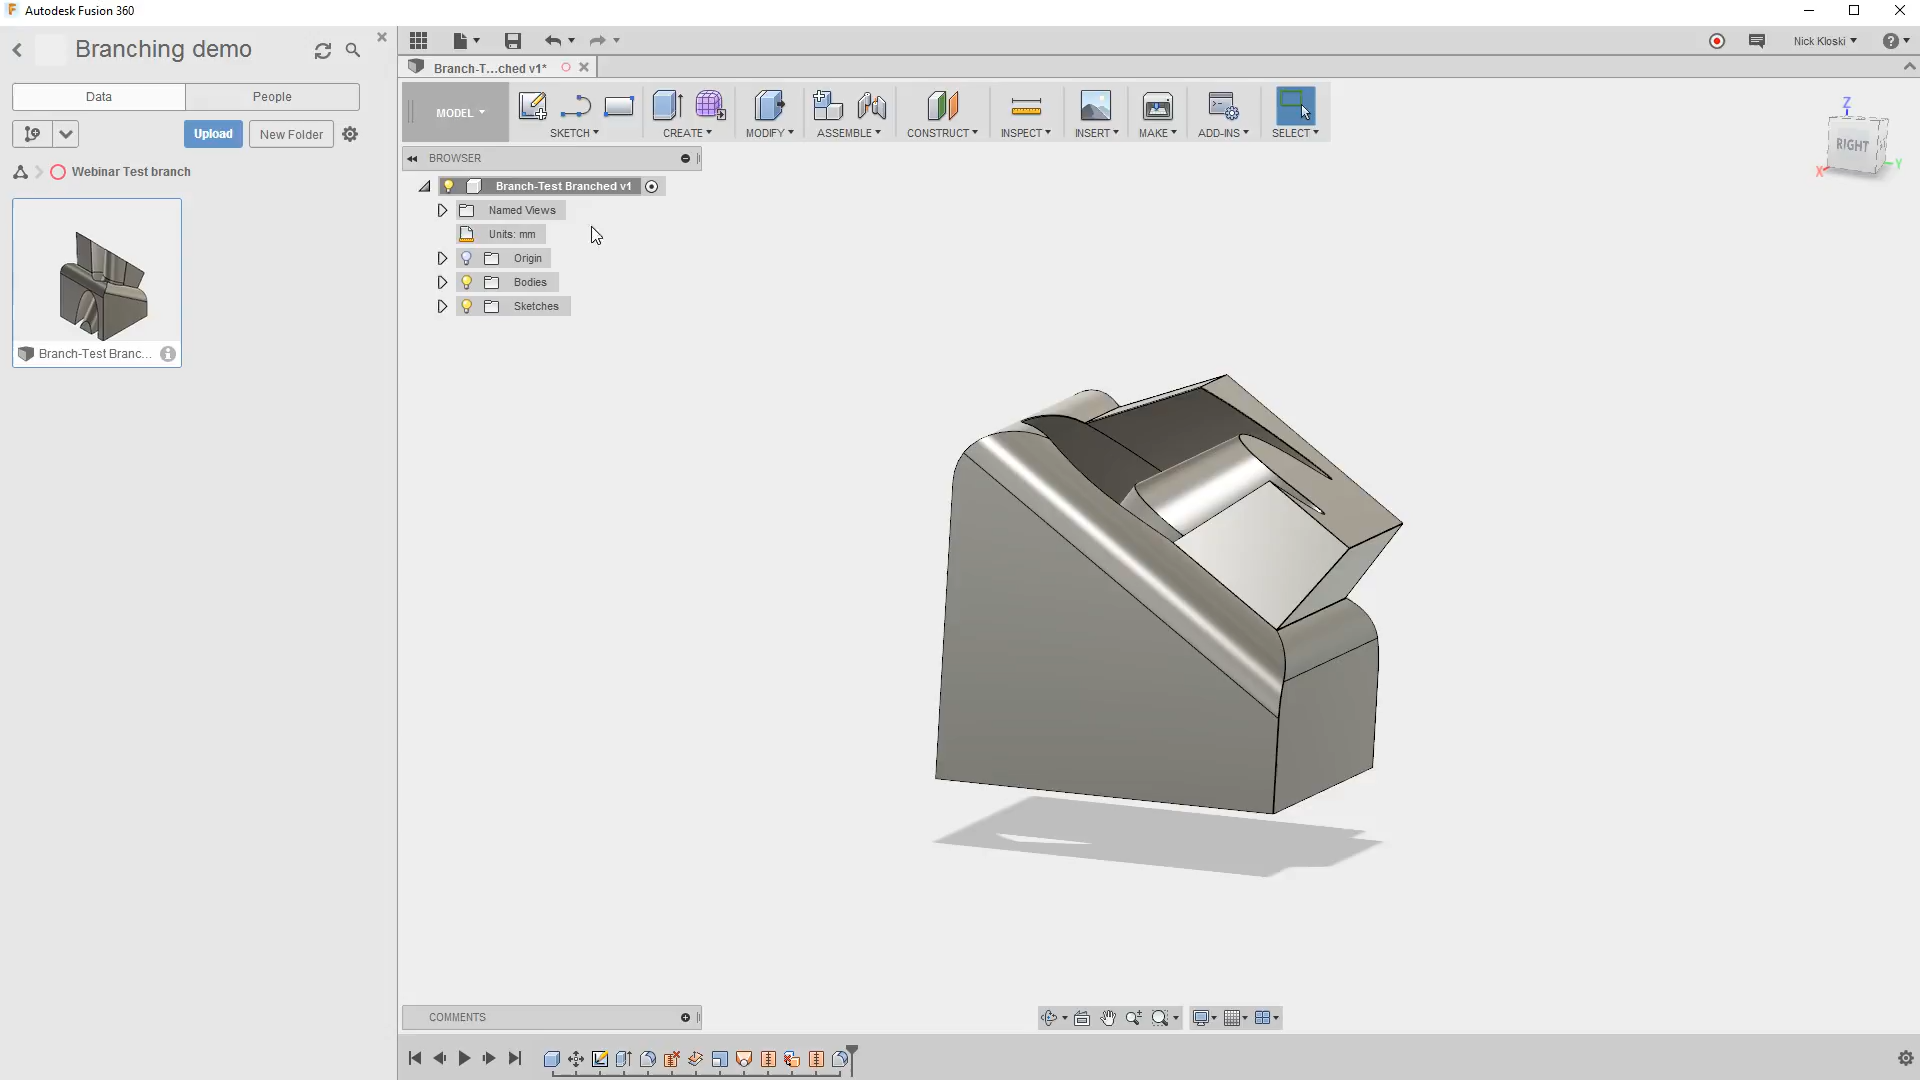 Autodesk Fusion 360
Branching demo
Nick Kloski
Branch-T...ched v1*
Data
People
MODEL
SKETCH
CREATE
MODIFY
ASSEMBLE
CONSTRUCT
INSPECT
INSERT
MAKE
ADD-INS
SELECT
Upload
New Folder
Z
RIGHT
X
Y
BROWSER
Webinar Test branch
Branch-Test Branched v1
Named Views
Units: mm
Origin
Bodies
Sketches
Branch-Test Branc...
COMMENTS